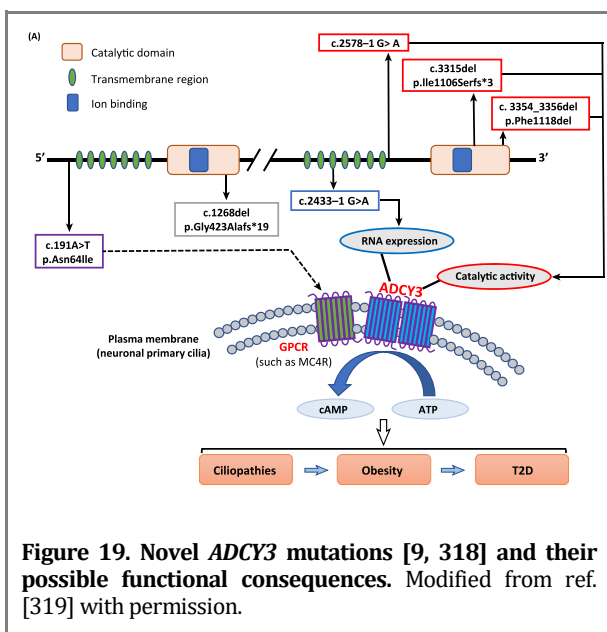 (A)
Catalytic domain
Transmembrane region
Ion binding
c.2578–1 G> A
c.3315del
p.Ile1106Serfs*3
c. 3354_3356del
p.Phe1118del
5’
3’
c.191A>T
p.Asn64Ile
c.1268del
p.Gly423Alafs*19
c.2433–1 G>A
RNA expression
ADCY3
Catalytic activity
Plasma membrane
(neuronal primary cilia)
GPCR
(such as MC4R)
cAMP
ATP
Ciliopathies
Obesity
T2D
Figure 19. Novel ADCY3 mutations [9, 318] and their
possible functional consequences. Modified from ref.
[319] with permission.